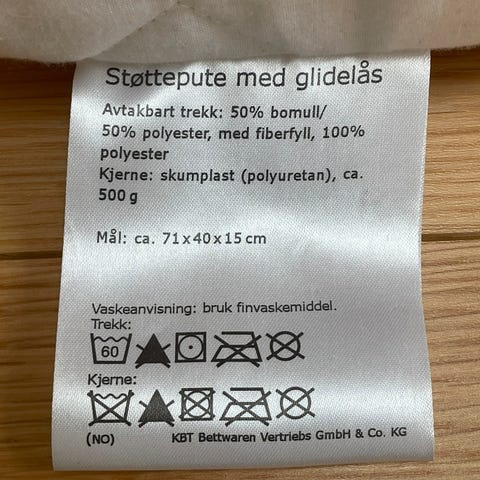 Støttepute med glidelås
Avtakbart trekk: 50% bomull/
50% polyester, med fiberfyll, 100%
polyester
Kjerne: skumplast (polyuretan), ca.
500 g
Mål: ca. 71x40x15 cm
Vaskeanvisning: bruk finvaskemiddel.
Trekk:
60
Kjerne:
(NO) KBT Bettwaren Vertriebs GmbH & Co. KG